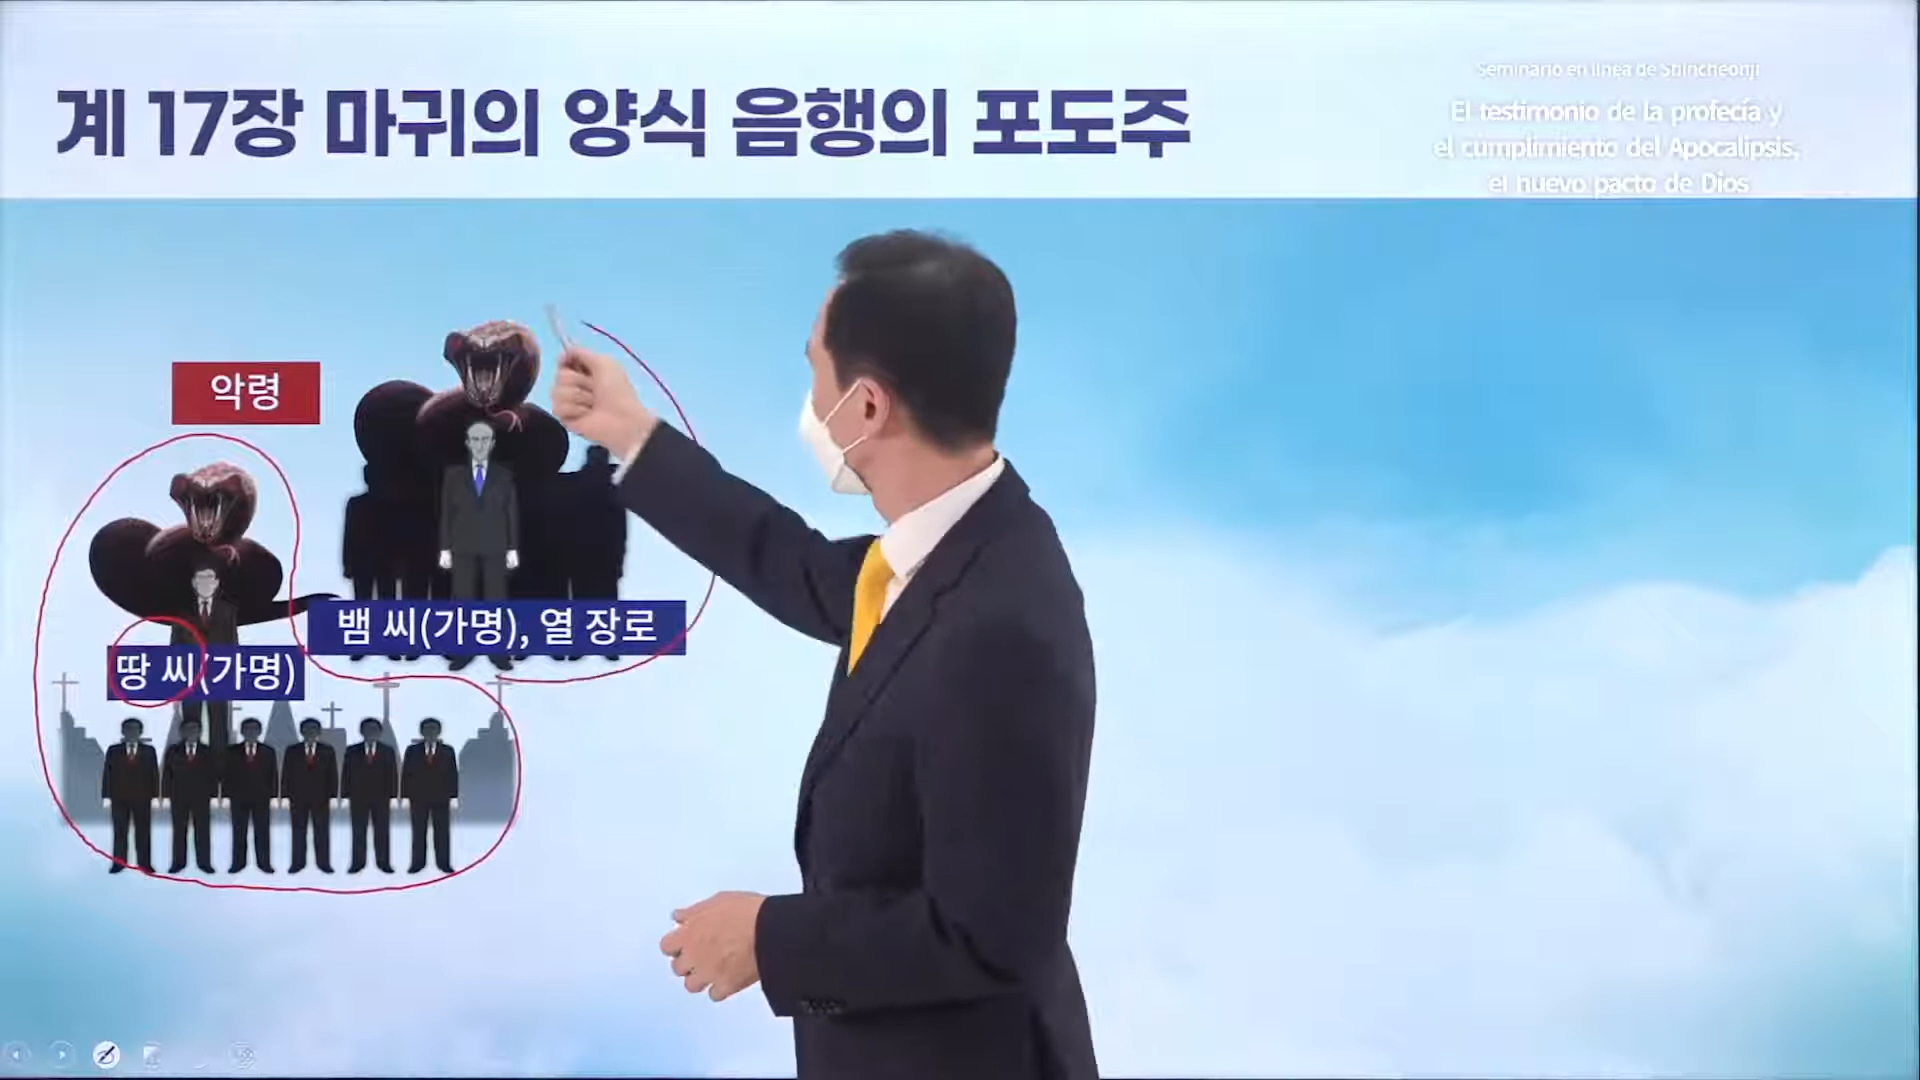 계 17장 마귀의 양식 음행의 포도주
Seminario en línea de Shincheonji
El testimonio de la profecía y
el cumplimiento del Apocalipsis,
el nuevo pacto de Dios
악령
뱀 씨(가명), 열 장로
땅 씨(가명)